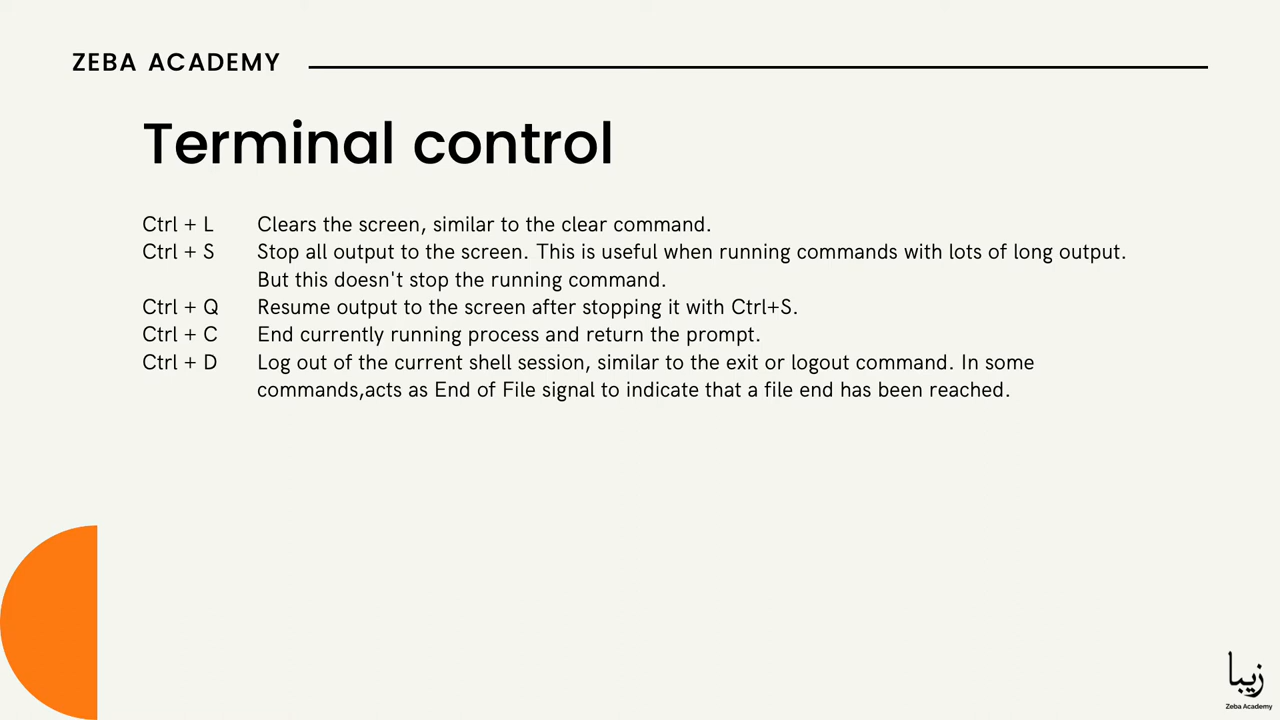 ZEBA ACADEMY
Terminal control
Ctrl + L Clears the screen, similar to the clear command.
Ctrl + S Stop all output to the screen. This is useful when running commands with lots of long output.
But this doesn't stop the running command.
Ctrl + Q Resume output to the screen after stopping it with Ctrl+S.
Ctrl + C End currently running process and return the prompt.
Ctrl + D Log out of the current shell session, similar to the exit or logout command. In some
commands,acts as End of File signal to indicate that a file end has been reached.
زيبا
Zeba Academy